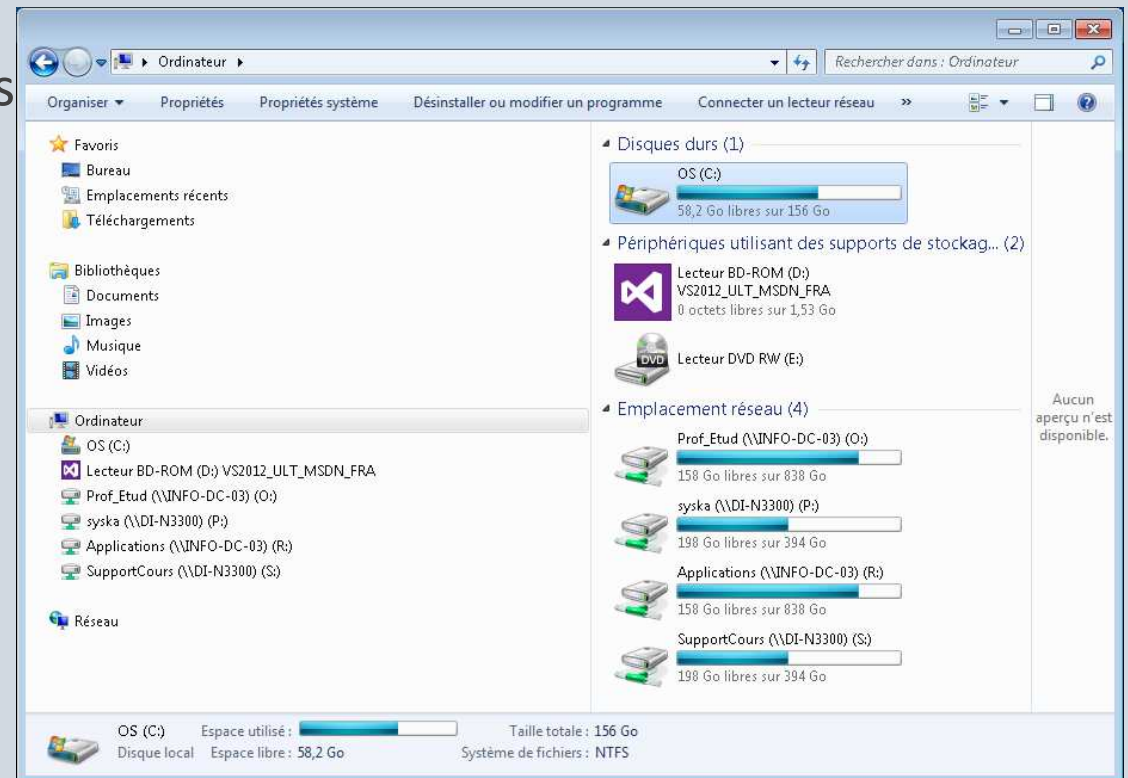 s
Ordinateur
Rechercher dans : Ordinateur
Organiser Propriétés Propriétés système Désinstaller ou modifier un programme Connecter un lecteur réseau »
Favoris
Bureau
Emplacements récents
Téléchargements
Bibliothèques
Documents
Images
Musique
Vidéos
Ordinateur
OS (C:)
Lecteur BD-ROM (D:) VS2012_ULT_MSDN_FRA
Prof_Etud (\\INFO-DC-03) (O:)
syska (\\DI-N3300) (P:)
Applications (\\INFO-DC-03) (R:)
SupportCours (\\DI-N3300) (S:)
Réseau
Disques durs (1)
OS (C:)
58,2 Go libres sur 156 Go
Périphériques utilisant des supports de stockag... (2)
Lecteur BD-ROM (D:)
VS2012_ULT_MSDN_FRA
0 octets libres sur 1,53 Go
DVD
Lecteur DVD RW (E:)
Emplacement réseau (4)
Prof_Etud (\\INFO-DC-03) (O:)
158 Go libres sur 838 Go
syska (\\DI-N3300) (P:)
198 Go libres sur 394 Go
Applications (\\INFO-DC-03) (R:)
158 Go libres sur 838 Go
SupportCours (\\DI-N3300) (S:)
198 Go libres sur 394 Go
Aucun
aperçu n'est
disponible.
OS (C:) Espace utilisé : Taille totale : 156 Go
Disque local Espace libre : 58,2 Go Système de fichiers : NTFS